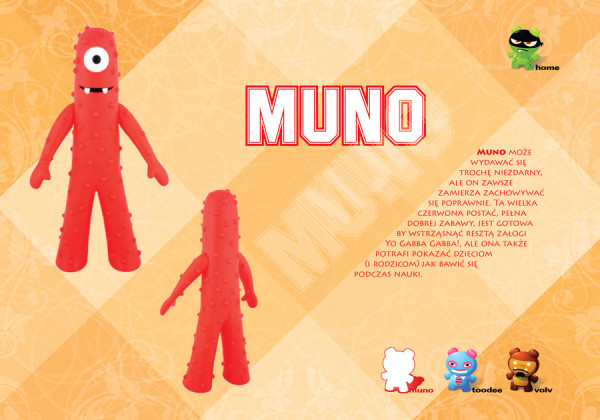 home
MUNO
MUNO
MUNO MOŻE
WYDAWAĆ SIĘ
TROCHĘ NIEZDARNY,
ALE ON ZAWSZE
ZAMIERZA ZACHOWYWAĆ
SIĘ POPRAWNIE. TA WIELKA
CZERWONA POSTAĆ, PEŁNA
DOBREJ ZABAWY, JEST GOTOWA
BY WSTRZĄSNĄĆ RESZTĄ ZAŁOGI
YO GABBA GABBA!, ALE ONA TAKŻE
POTRAFI POKAZAĆ DZIECIOM
(I RODZICOM) JAK BAWIĆ SIĘ
PODCZAS NAUKI.
muno
toodee
volv